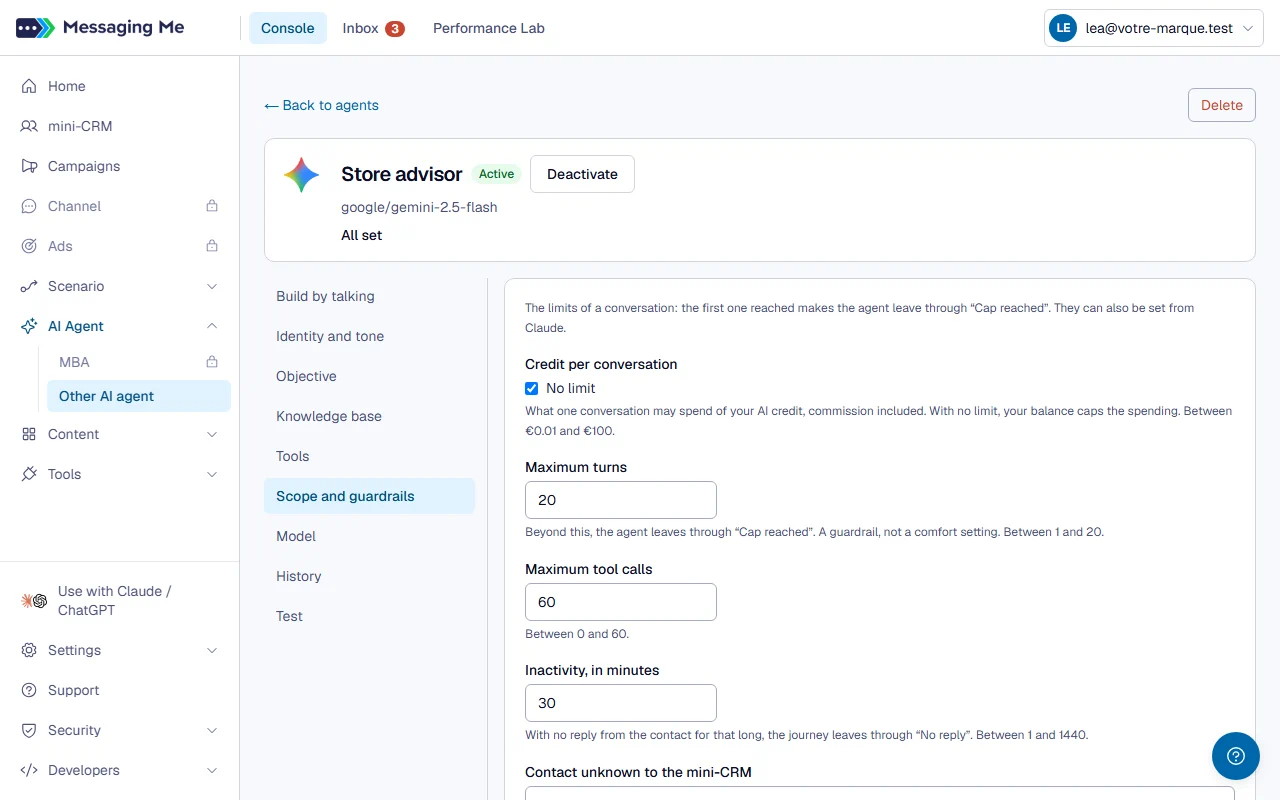 Messaging Me
Console
Inbox 3
Performance Lab
LE lea@votre-marque.test
Home
mini-CRM
Campaigns
Channel
Ads
Scenario
AI Agent
MBA
Other AI agent
Content
Tools
Use with Claude /
ChatGPT
Settings
Support
Security
Developers
← Back to agents
Delete
Store advisor Active Deactivate
google/gemini-2.5-flash
All set
Build by talking
Identity and tone
Objective
Knowledge base
Tools
Scope and guardrails
Model
History
Test
The limits of a conversation: the first one reached makes the agent leave through “Cap reached”. They can also be set from
Claude.
Credit per conversation
No limit
What one conversation may spend of your AI credit, commission included. With no limit, your balance caps the spending. Between
€0.01 and €100.
Maximum turns
20
Beyond this, the agent leaves through “Cap reached”. A guardrail, not a comfort setting. Between 1 and 20.
Maximum tool calls
60
Between 0 and 60.
Inactivity, in minutes
30
With no reply from the contact for that long, the journey leaves through “No reply”. Between 1 and 1440.
Contact unknown to the mini-CRM